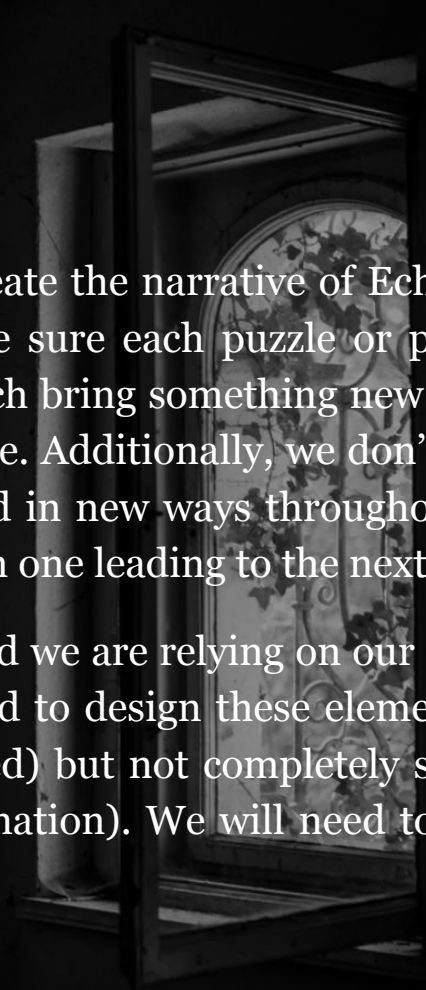 eate the narrative of Ech
e sure each puzzle or p
ch bring something new
e. Additionally, we don’
d in new ways througho
n one leading to the next
d we are relying on our
d to design these eleme
ed) but not completely s
nation). We will need to